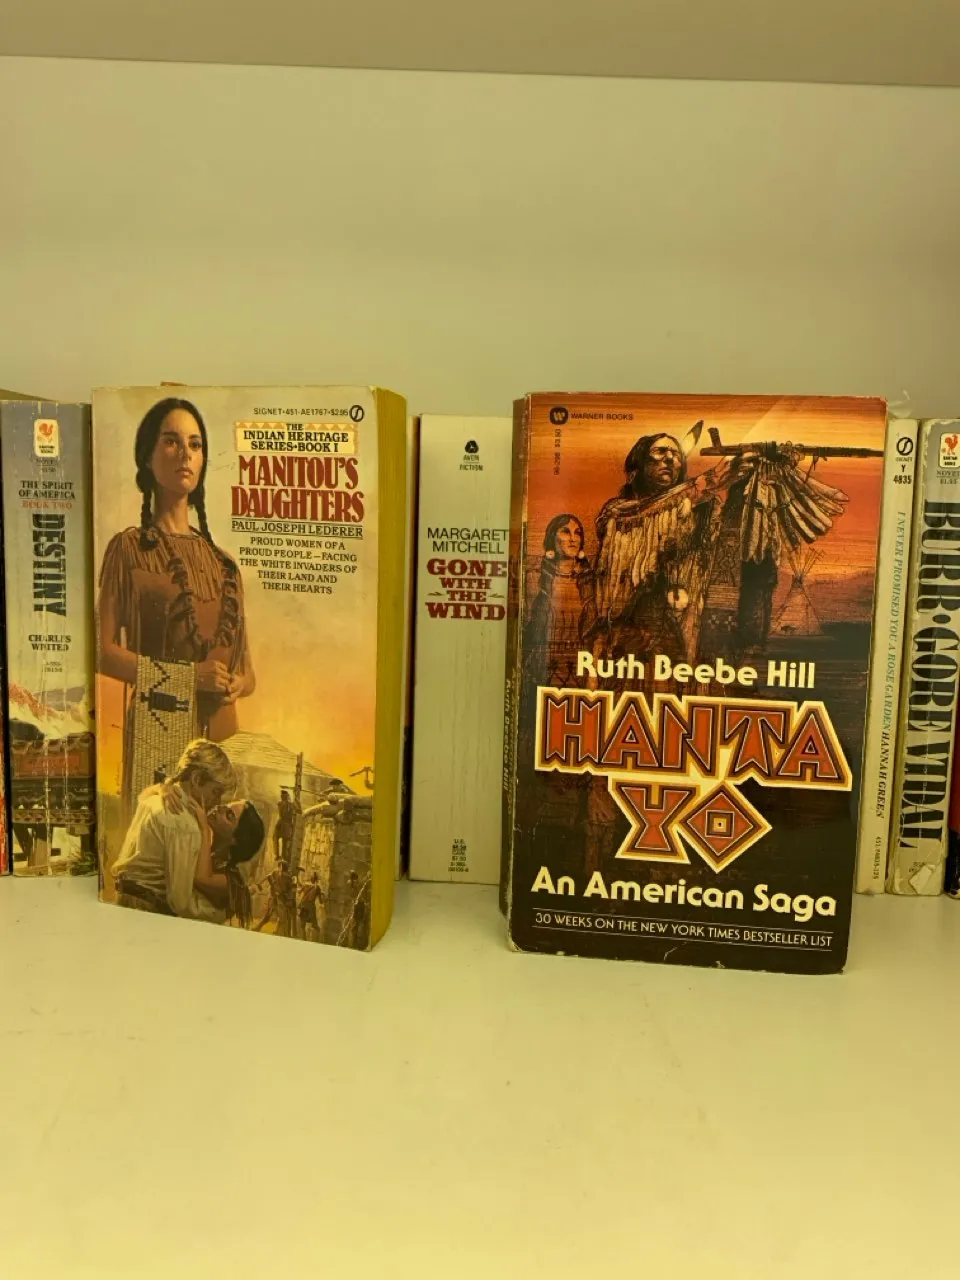 THE SPIRIT
OF AMERICA
BOOK TWO
DESTINY
CHARLES
WHITED
SIGNET•451-AE1767•$2.95
THE
INDIAN HERITAGE
SERIES•BOOK I
MANITOU'S
DAUGHTERS
PAUL JOSEPH LEDERER
PROUD WOMEN OF A
PROUD PEOPLE—FACING
THE WHITE INVADERS OF
THEIR LAND AND
THEIR HEARTS
AVON
FICTION
MARGARET
MITCHELL
GONE
WITH
THE
WIND
WARNER BOOKS
Ruth Beebe Hill
HANTA
YO
An American Saga
30 WEEKS ON THE NEW YORK TIMES BESTSELLER LIST
SIGNET
Y
4835
I NEVER PROMISED YOU A ROSE GARDEN HANNAH GREEN
BURR•GORE VIDAL